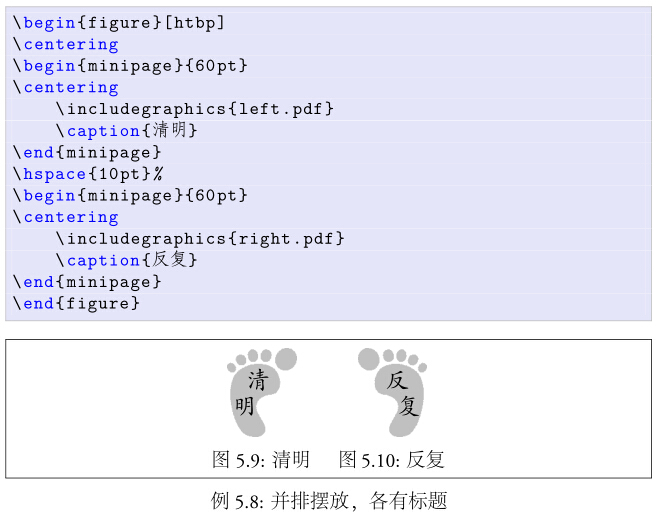 \begin{figure}[htbp]
\centering
\begin{minipage}{60pt}
\centering
\includegraphics{left.pdf}
\caption{清明}
\end{minipage}
\hspace{10pt}%
\begin{minipage}{60pt}
\centering
\includegraphics{right.pdf}
\caption{反复}
\end{minipage}
\end{figure}
清 反
明 复
图 5.9: 清明 图 5.10: 反复
例 5.8: 并排摆放，各有标题